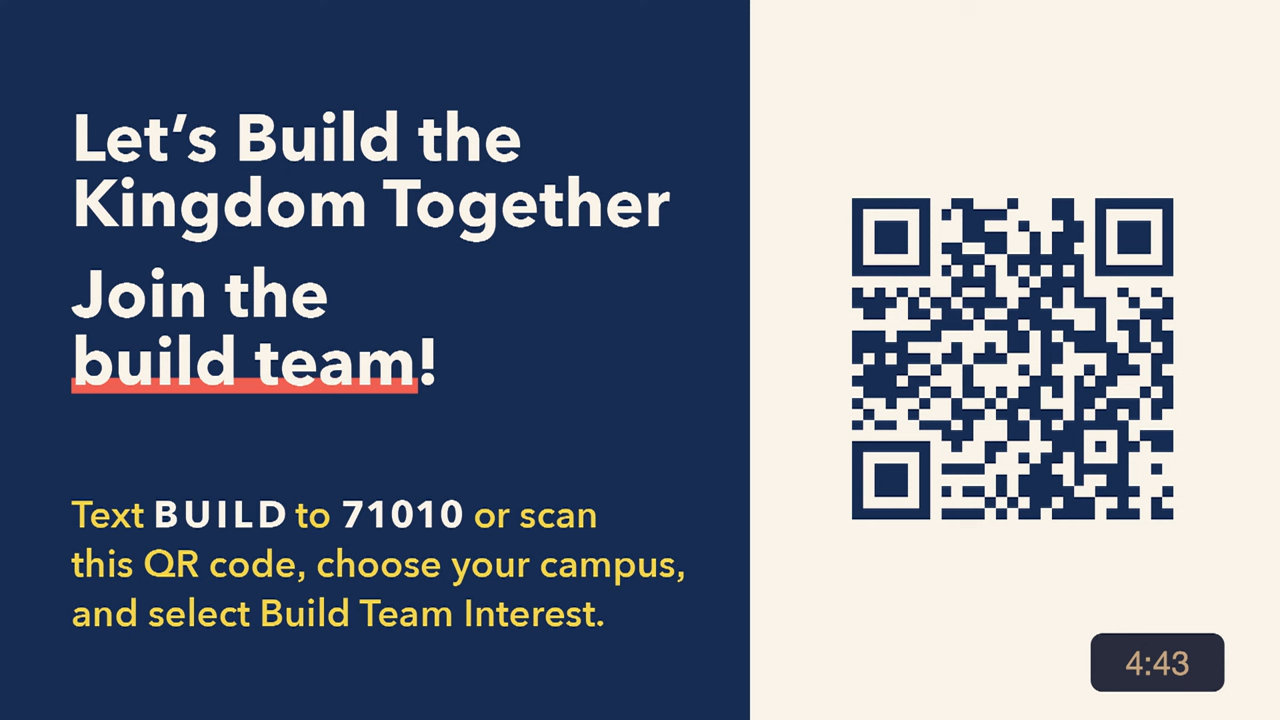 Let’s Build the
Kingdom Together
Join the
build team!
Text BUILD to 71010 or scan
this QR code, choose your campus,
and select Build Team Interest.
4:43